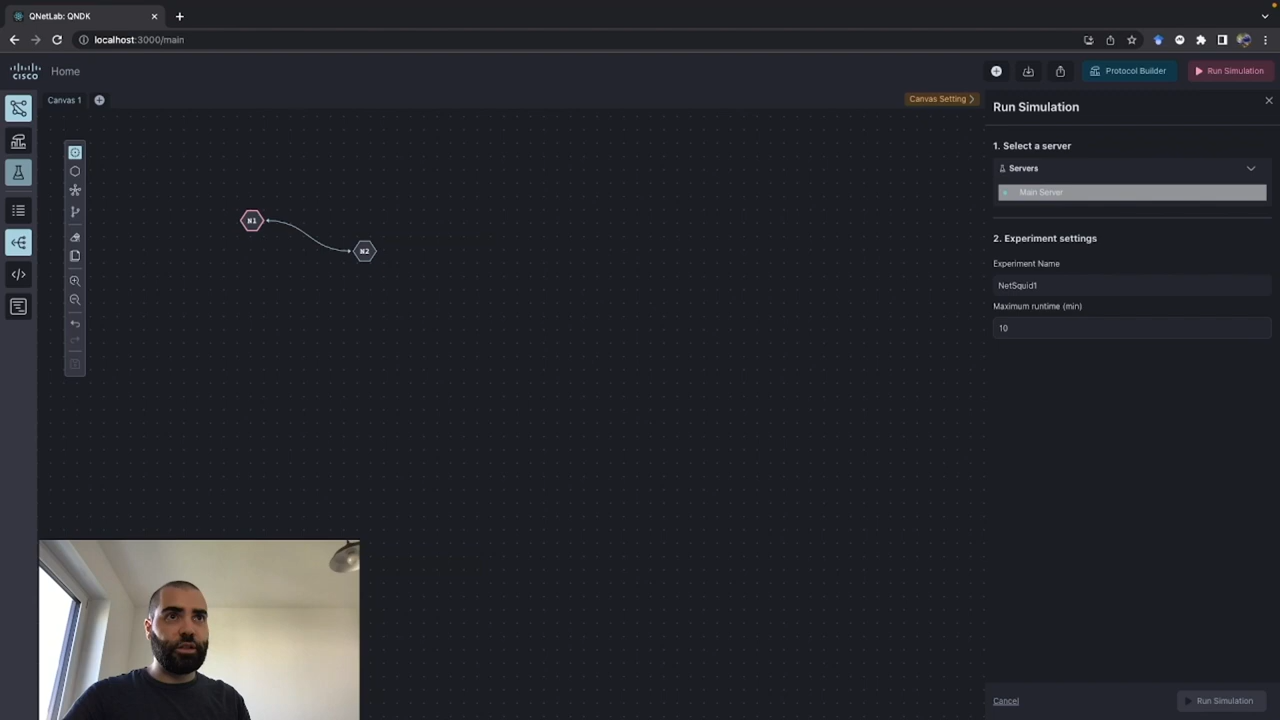 QNetLab: QNDK
localhost:3000/main
CISCO
Home
Protocol Builder
Run Simulation
Canvas 1
Canvas Setting
Run Simulation
1. Select a server
Servers
Main Server
2. Experiment settings
Experiment Name
NetSquid1
Maximum runtime (min)
10
N1
N2
Cancel
Run Simulation